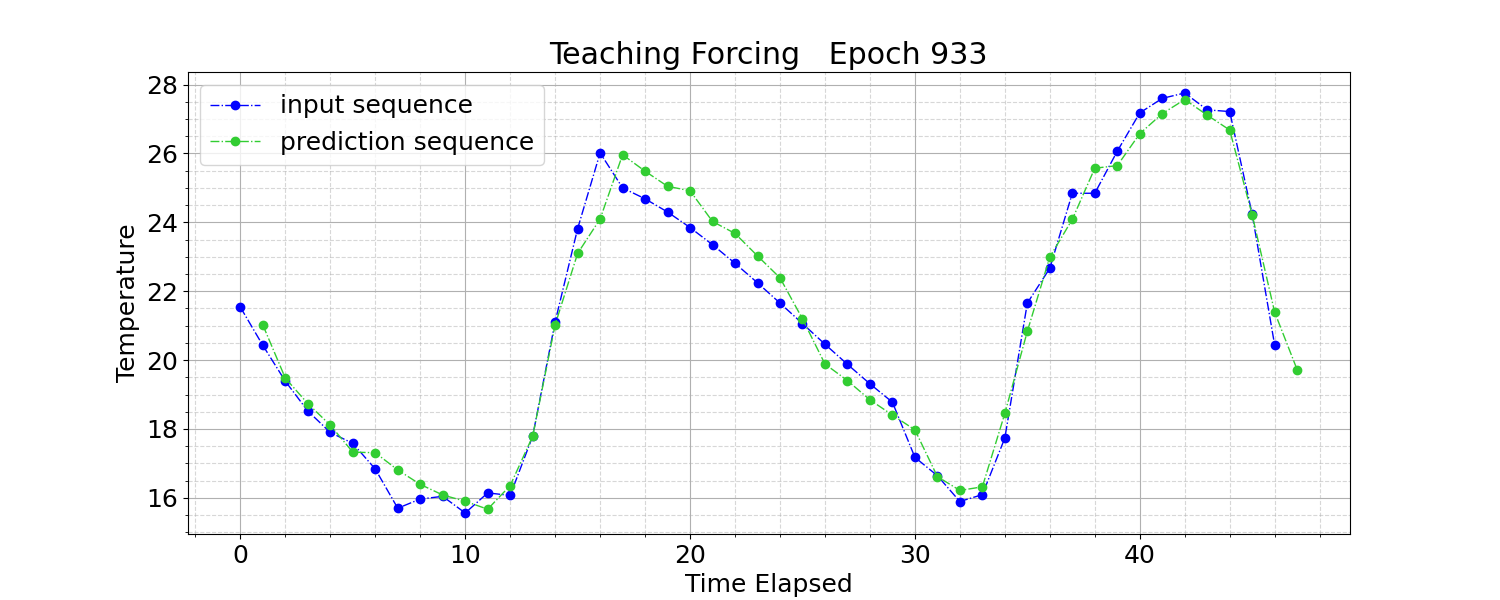 Teaching Forcing   Epoch 933
input sequence
prediction sequence
28
26
24
22
20
18
16
Temperature
0 10 20 30 40
Time Elapsed